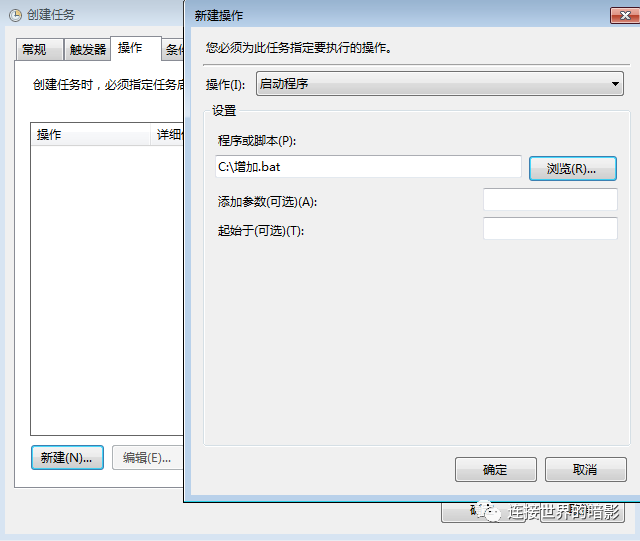 创建任务
常规
触发器
操作
条
创建任务时，必须指定任务启
操作
详细
新建(N)...
编辑(E)...
新建操作
您必须为此任务指定要执行的操作。
操作(I):
启动程序
设置
程序或脚本(P):
C:\增加.bat
浏览(R)...
添加参数(可选)(A):
起始于(可选)(T):
确定
取消
连接世界的暗影